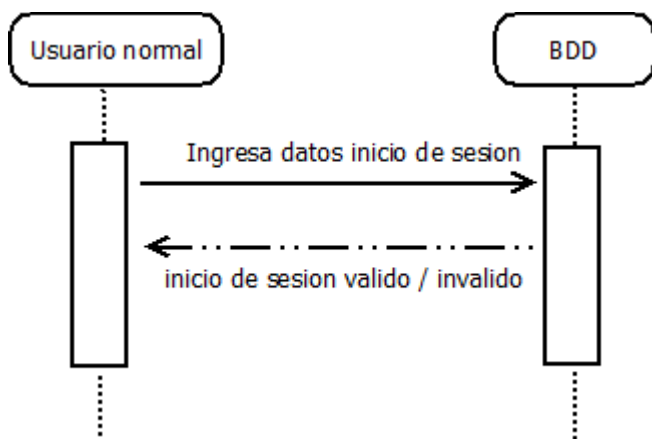 Usuario normal
BDD
Ingresa datos inicio de sesion
inicio de sesion valido / invalido